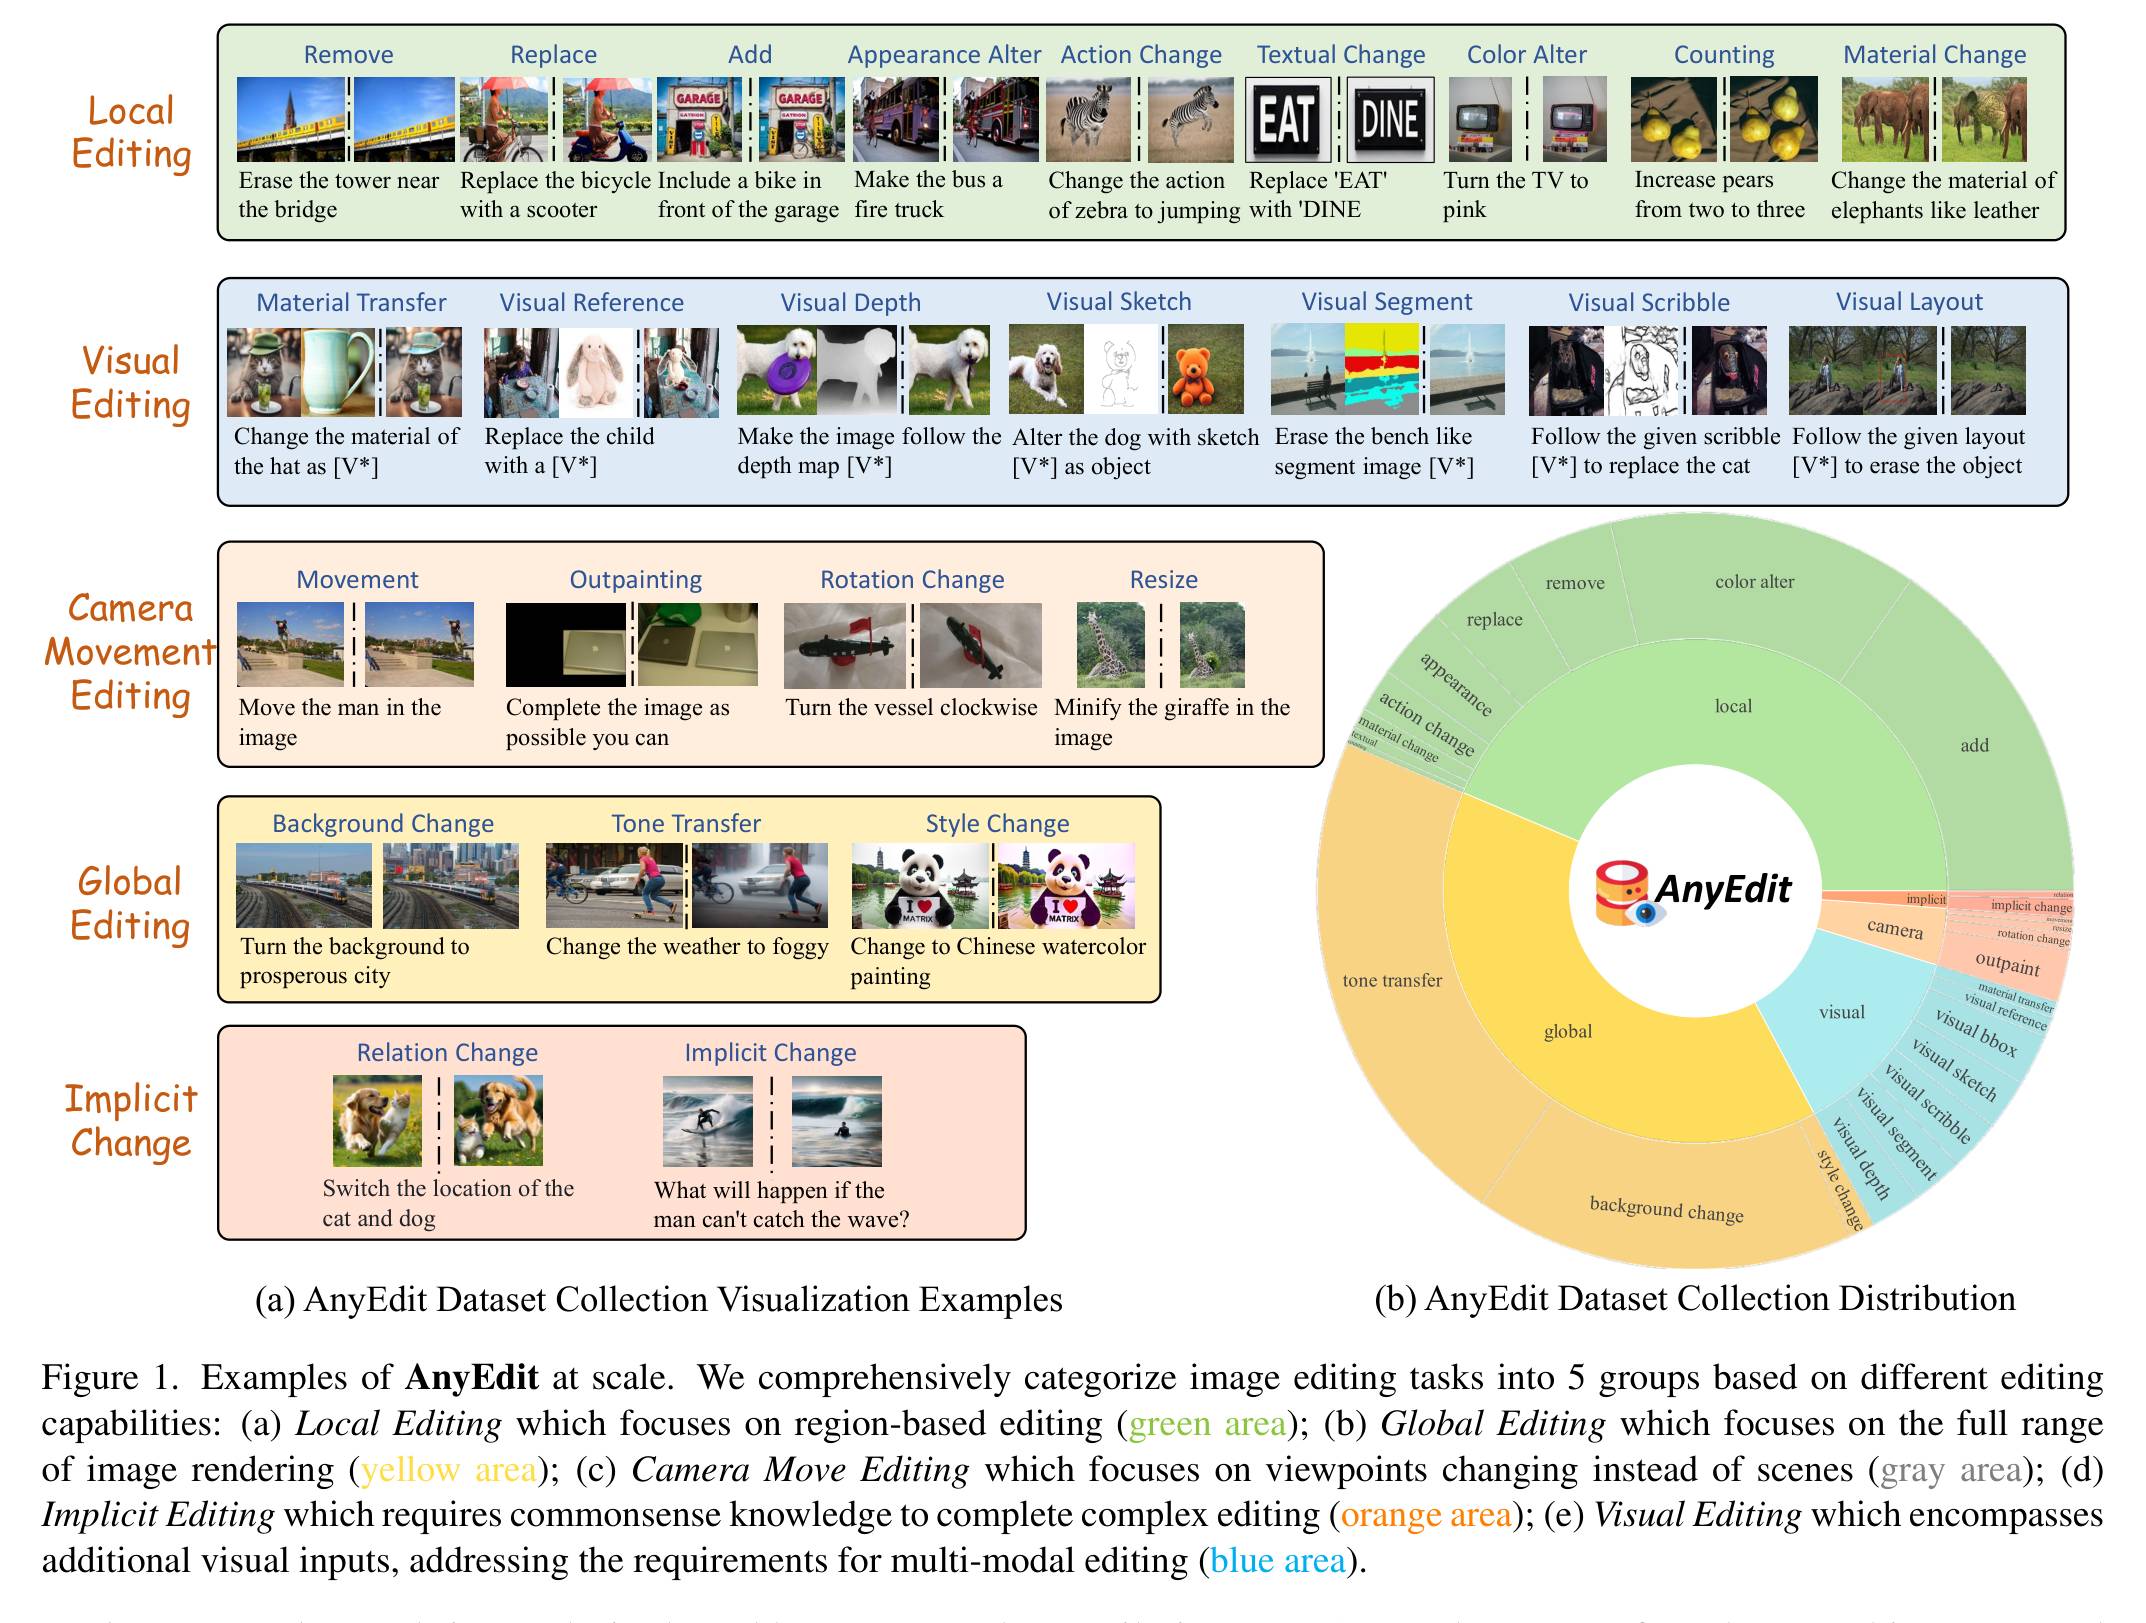 Local
Editing
Remove
Replace
Add
Appearance Alter
Action Change
Textual Change
Color Alter
Counting
Material Change
GARAGE
GARAGE
EAT
DINE
Erase the tower near
the bridge
Replace the bicycle
with a scooter
Include a bike in
front of the garage
Make the bus a
fire truck
Change the action
of zebra to jumping
Replace 'EAT'
with 'DINE
Turn the TV to
pink
Increase pears
from two to three
Change the material of
elephants like leather
Visual
Editing
Material Transfer
Visual Reference
Visual Depth
Visual Sketch
Visual Segment
Visual Scribble
Visual Layout
Change the material of
the hat as [V*]
Replace the child
with a [V*]
Make the image follow the
depth map [V*]
Alter the dog with sketch
[V*] as object
Erase the bench like
segment image [V*]
Follow the given scribble
[V*] to replace the cat
Follow the given layout
[V*] to erase the object
Camera
Movement
Editing
Movement
Outpainting
Rotation Change
Resize
Move the man in the
image
Complete the image as
possible you can
Turn the vessel clockwise
Minify the giraffe in the
image
Global
Editing
Background Change
Tone Transfer
Style Change
I
MATRIX
I
MATRIX
Turn the background to
prosperous city
Change the weather to foggy
Change to Chinese watercolor
painting
Implicit
Change
Relation Change
Implicit Change
Switch the location of the
cat and dog
What will happen if the
man can't catch the wave?
remove
color alter
replace
appearance
action change
material change
textual
local
add
AnyEdit
implicit
relation
implicit change
camera
movement
resize
rotation change
outpaint
visual
material transfer
visual reference
visual bbox
visual sketch
visual scribble
visual segment
visual depth
tone transfer
global
style change
background change
(a) AnyEdit Dataset Collection Visualization Examples
(b) AnyEdit Dataset Collection Distribution
Figure 1. Examples of AnyEdit at scale. We comprehensively categorize image editing tasks into 5 groups based on different editing
capabilities: (a) Local Editing which focuses on region-based editing (green area); (b) Global Editing which focuses on the full range
of image rendering (yellow area); (c) Camera Move Editing which focuses on viewpoints changing instead of scenes (gray area); (d)
Implicit Editing which requires commonsense knowledge to complete complex editing (orange area); (e) Visual Editing which encompasses
additional visual inputs, addressing the requirements for multi-modal editing (blue area).